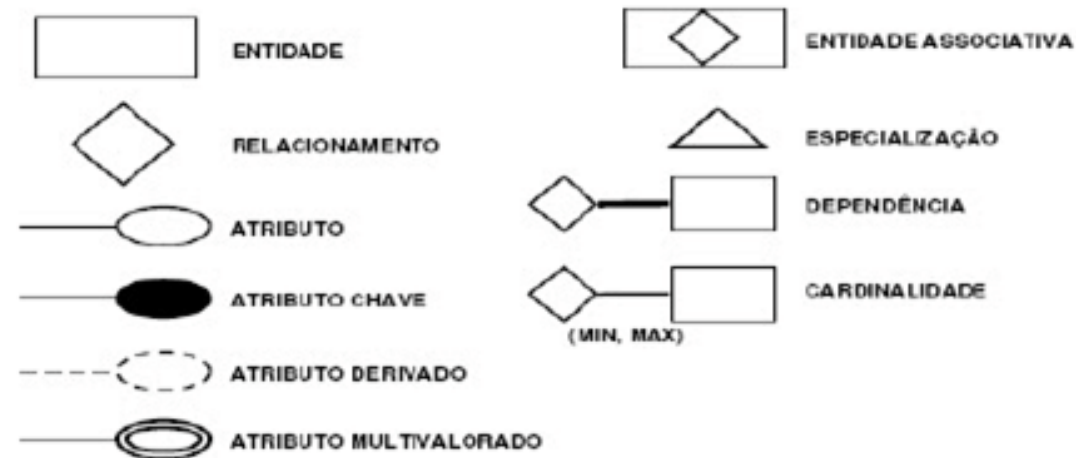 ENTIDADE
RELACIONAMENTO
ATRIBUTO
ATRIBUTO CHAVE
ATRIBUTO DERIVADO
ATRIBUTO MULTIVALORADO
ENTIDADE ASSOCIATIVA
ESPECIALIZAÇÃO
DEPENDÊNCIA
CARDINALIDADE
(MIN, MAX)